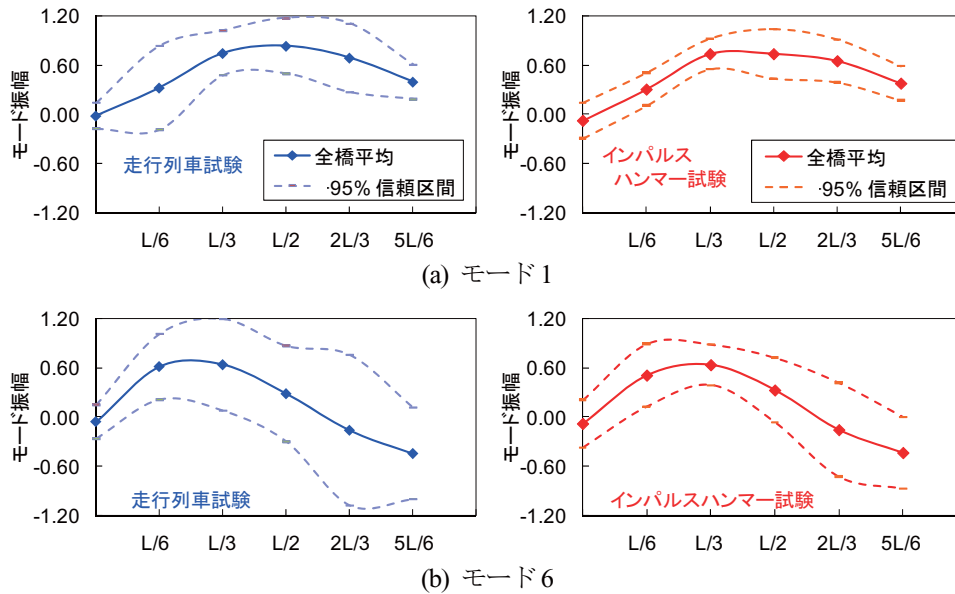 1.20
0.60
0.00
-0.60
-1.20
モード振幅
走行列車試験
全橋平均
95% 信頼区間
L/6 L/3 L/2 2L/3 5L/6
1.20
0.60
0.00
-0.60
-1.20
モード振幅
インパルス
ハンマー試験
全橋平均
95% 信頼区間
L/6 L/3 L/2 2L/3 5L/6
(a) モード1
1.20
0.60
0.00
-0.60
-1.20
モード振幅
走行列車試験
L/6 L/3 L/2 2L/3 5L/6
1.20
0.60
0.00
-0.60
-1.20
モード振幅
インパルスハンマー試験
L/6 L/3 L/2 2L/3 5L/6
(b) モード6